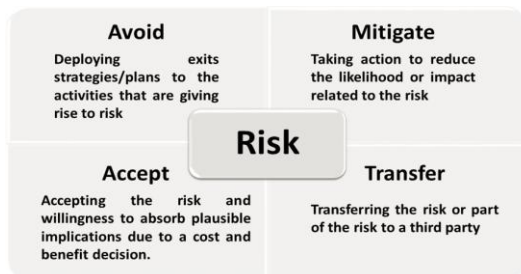 Avoid
Deploying exits
strategies/plans to the
activities that are giving
rise to risk
Mitigate
Taking action to reduce
the likelihood or impact
related to the risk
Risk
Accept
Accepting the risk and
willingness to absorb plausible
implications due to a cost and
benefit decision.
Transfer
Transferring the risk or part
of the risk to a third party